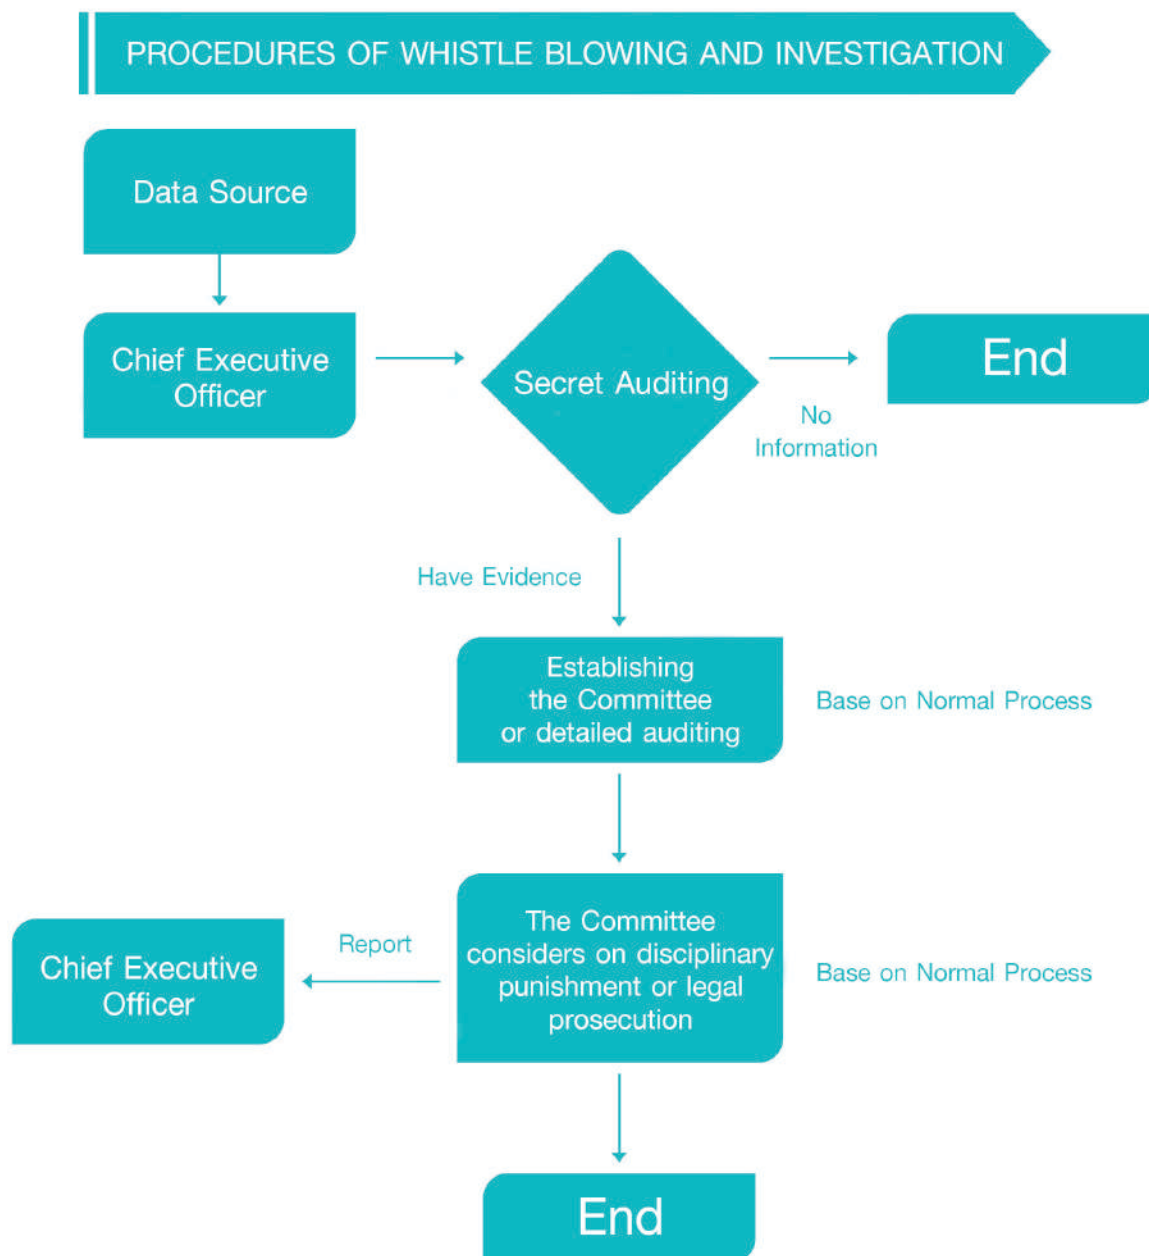 PROCEDURES OF WHISTLE BLOWING AND INVESTIGATION
Data Source
Chief Executive
Officer
Secret Auditing
End
No
Information
Have Evidence
Establishing
the Committee
or detailed auditing
Base on Normal Process
The Committee
considers on disciplinary
punishment or legal
prosecution
Base on Normal Process
Report
Chief Executive
Officer
End